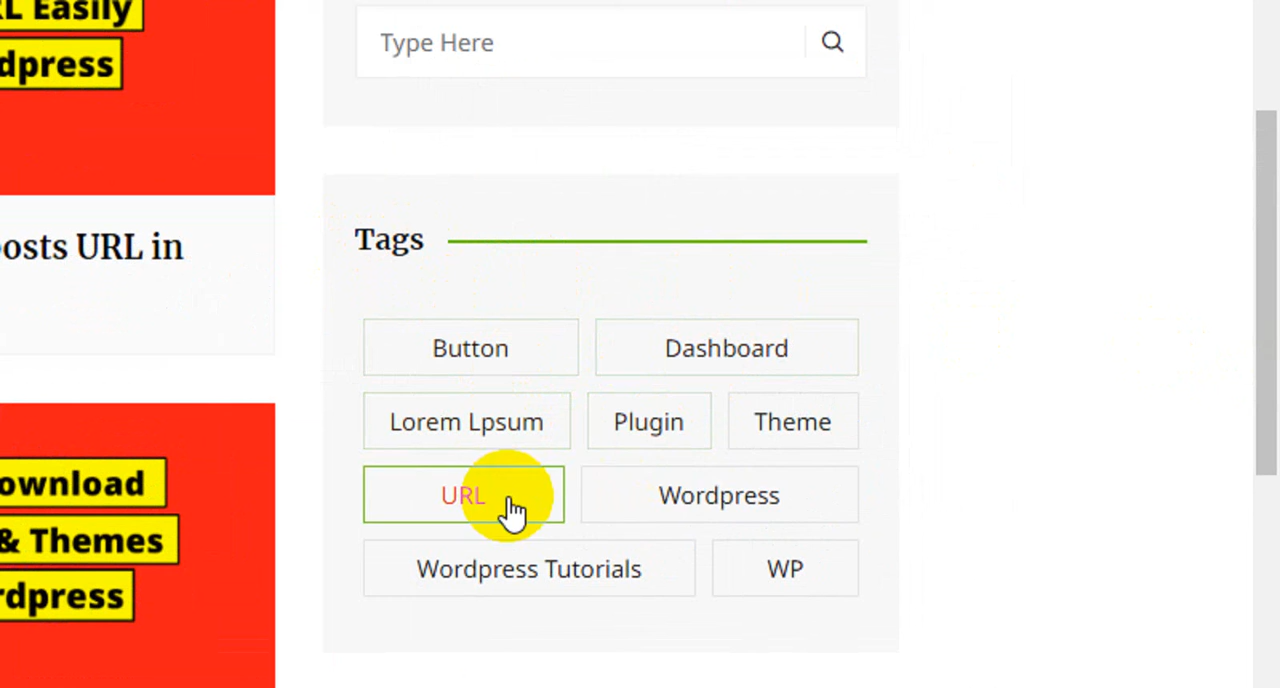 RL Easily
dpress
posts URL in
ownload
& Themes
rdpress
Type Here
Tags
Button Dashboard
Lorem Lpsum Plugin Theme
URL Wordpress
Wordpress Tutorials WP